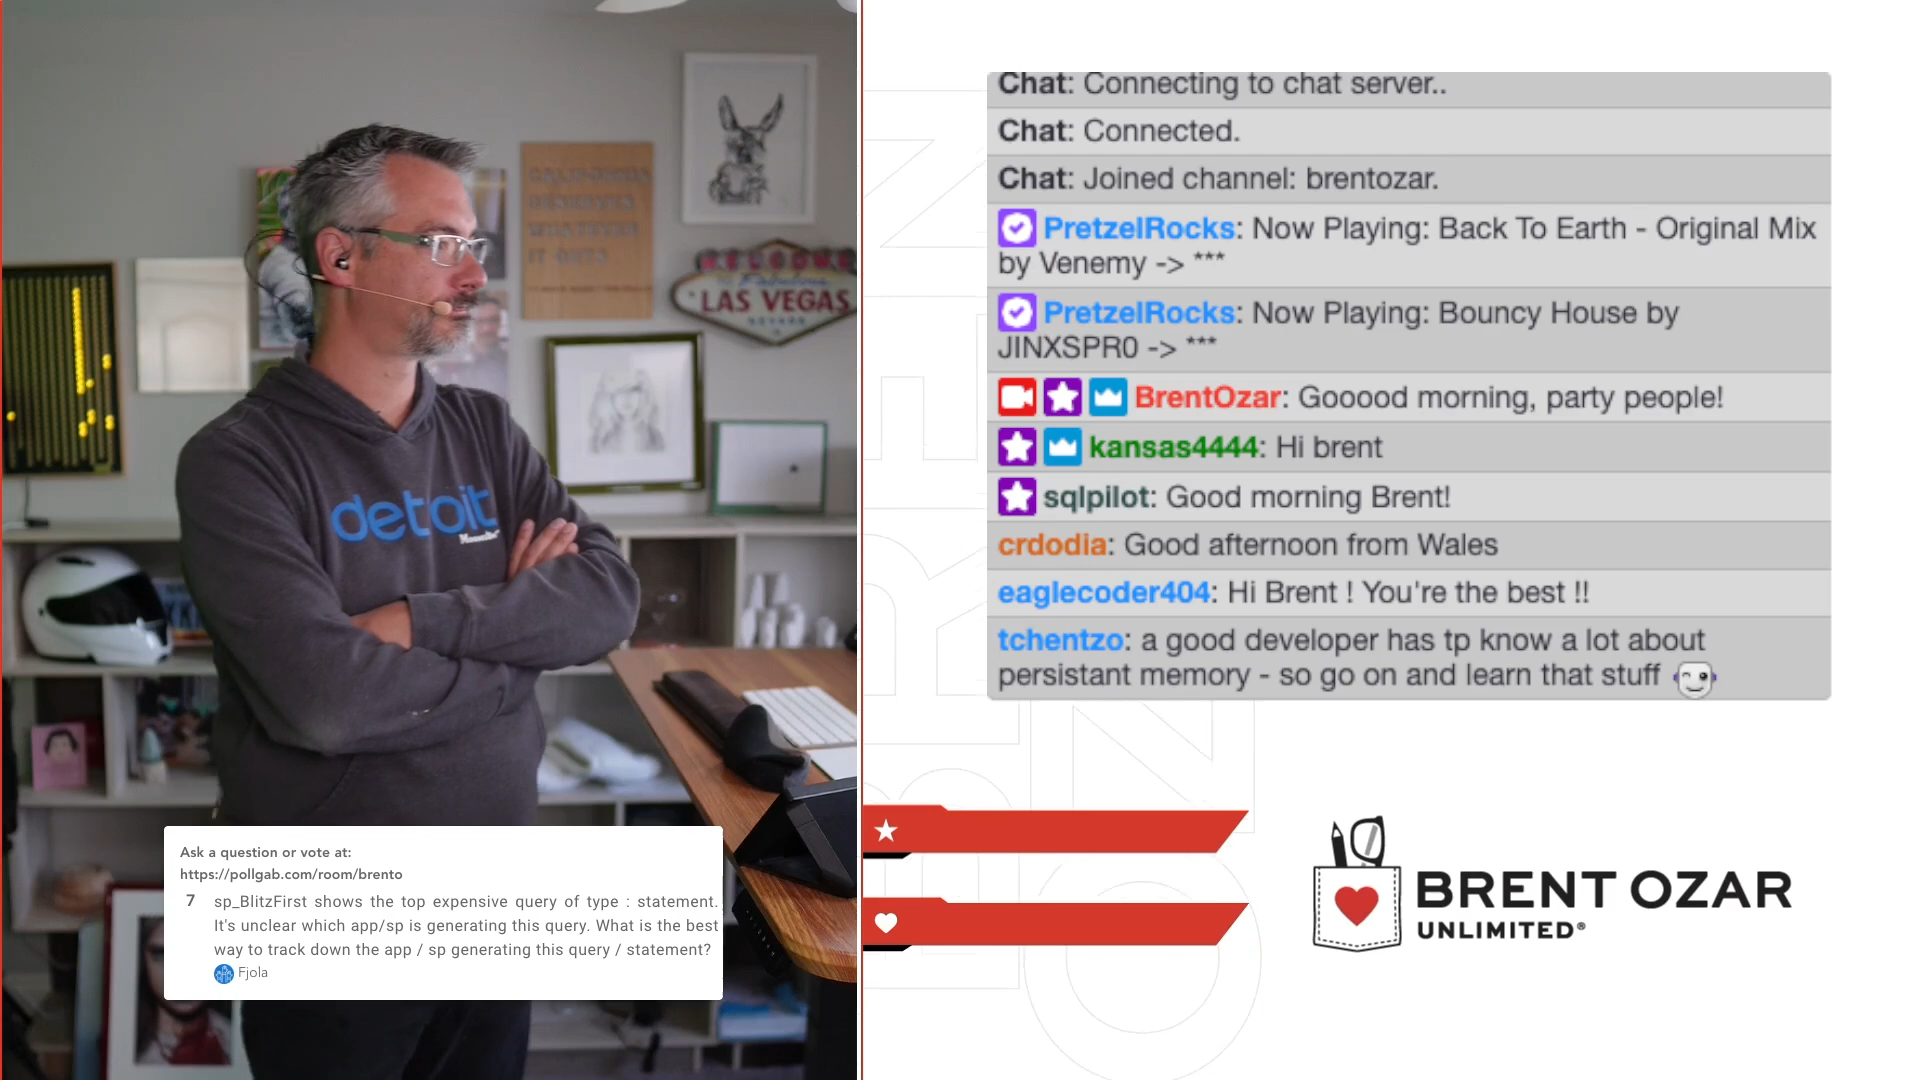 WELCOME
TO Fabulous
LAS VEGAS
NEVADA
detoit
Ask a question or vote at:
https://pollgab.com/room/brento
7 sp_BlitzFirst shows the top expensive query of type : statement.
It's unclear which app/sp is generating this query. What is the best
way to track down the app / sp generating this query / statement?
Fjola
Chat: Connecting to chat server..
Chat: Connected.
Chat: Joined channel: brentozar.
PretzelRocks: Now Playing: Back To Earth - Original Mix
by Venemy -> ***
PretzelRocks: Now Playing: Bouncy House by
JINXSPR0 -> ***
BrentOzar: Gooood morning, party people!
kansas4444: Hi brent
sqlpilot: Good morning Brent!
crdodia: Good afternoon from Wales
eaglecoder404: Hi Brent ! You're the best !!
tchentzo: a good developer has tp know a lot about
persistant memory - so go on and learn that stuff
BRENT OZAR
UNLIMITED®